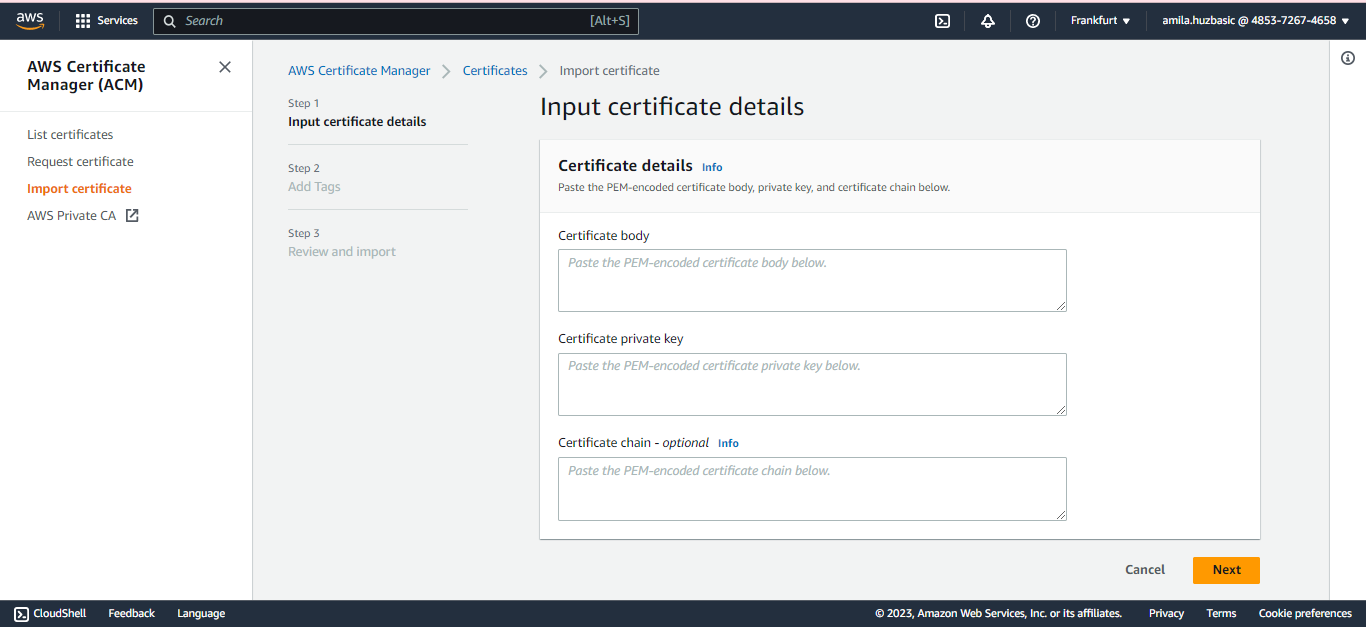 aws
Services
Search
[Alt+S]
Frankfurt
amila.huzbasic @ 4853-7267-4658
AWS Certificate
Manager (ACM)
List certificates
Request certificate
Import certificate
AWS Private CA
AWS Certificate Manager
Certificates
Import certificate
Step 1
Input certificate details
Step 2
Add Tags
Step 3
Review and import
Input certificate details
Certificate details Info
Paste the PEM-encoded certificate body, private key, and certificate chain below.
Certificate body
Paste the PEM-encoded certificate body below.
Certificate private key
Paste the PEM-encoded certificate private key below.
Certificate chain - optional Info
Paste the PEM-encoded certificate chain below.
Cancel
Next
CloudShell
Feedback
Language
© 2023, Amazon Web Services, Inc. or its affiliates.
Privacy
Terms
Cookie preferences